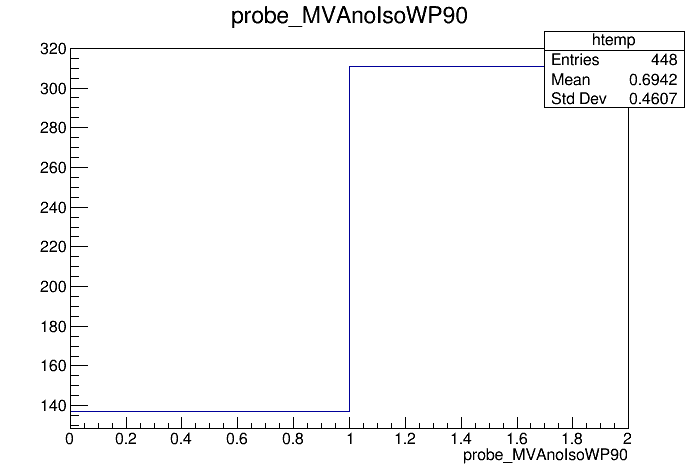 probe_MVAnoIsoWP90
htemp
Entries 448
Mean 0.6942
Std Dev 0.4607
320
300
280
260
240
220
200
180
160
140
0 0.2 0.4 0.6 0.8 1 1.2 1.4 1.6 1.8 2
probe_MVAnoIsoWP90